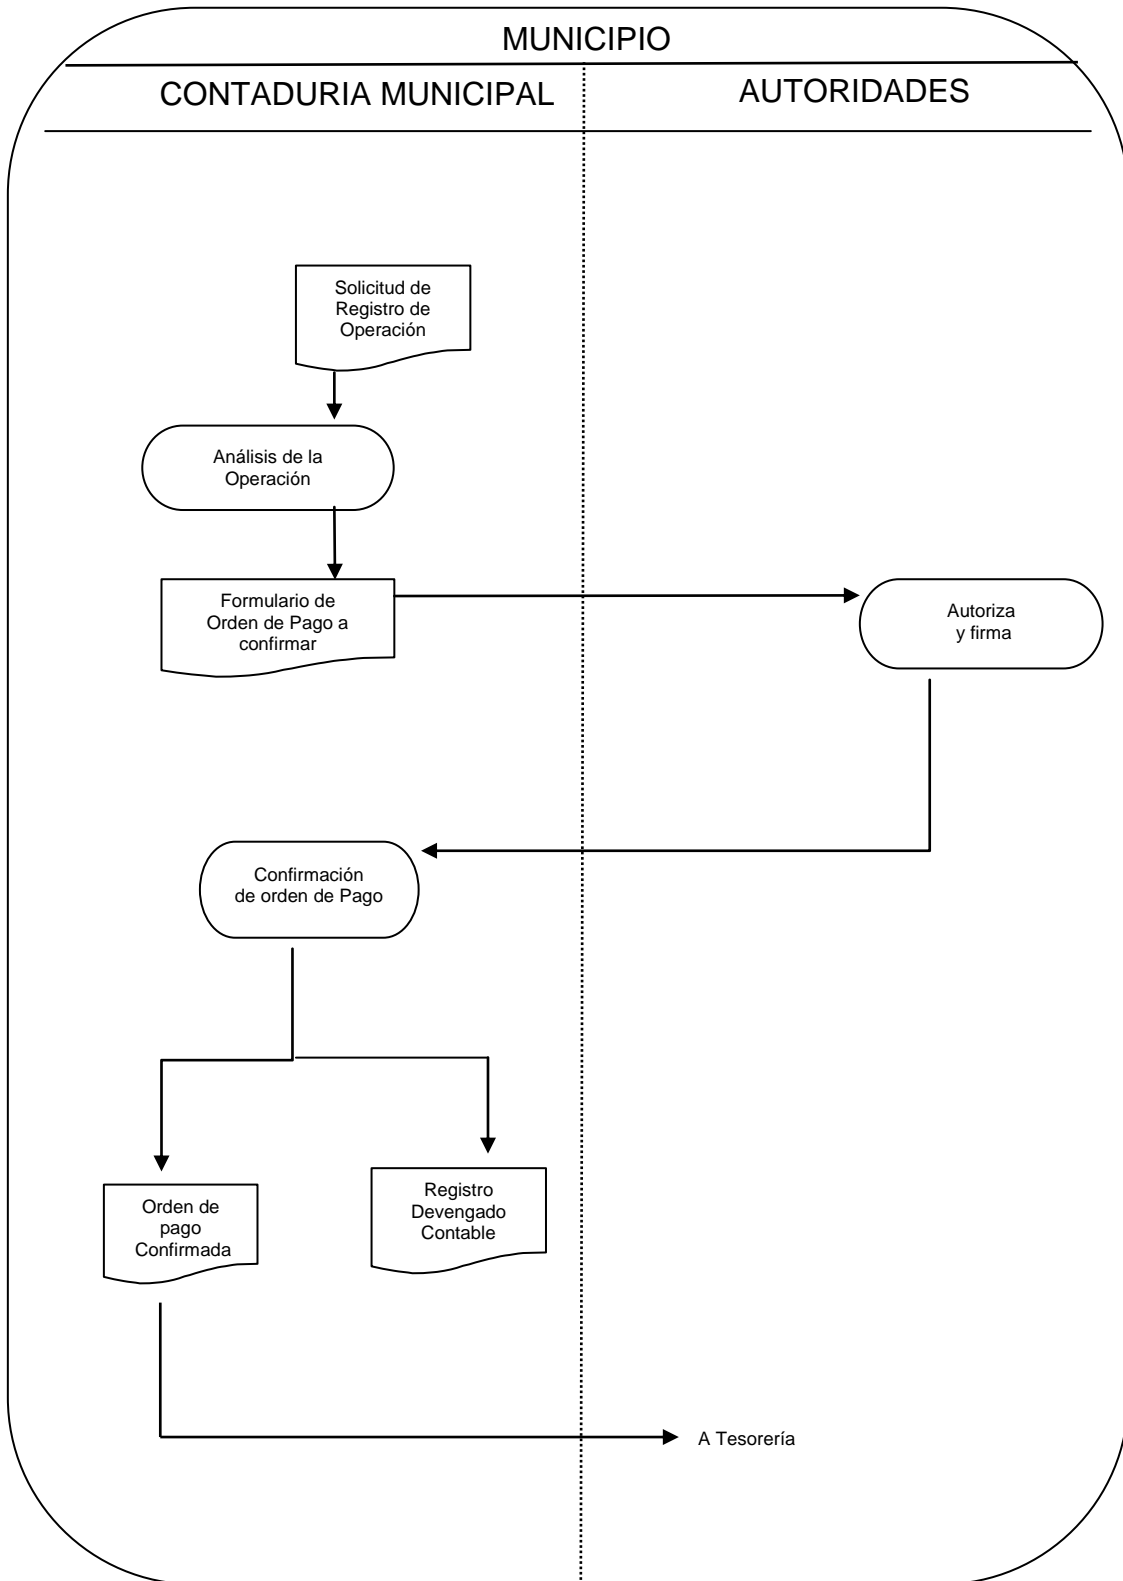 MUNICIPIO
CONTADURIA MUNICIPAL
AUTORIDADES
Solicitud de
Registro de
Operación
Análisis de la
Operación
Formulario de
Orden de Pago a
confirmar
Autoriza
y firma
Confirmación
de orden de Pago
Orden de
pago
Confirmada
Registro
Devengado
Contable
A Tesorería